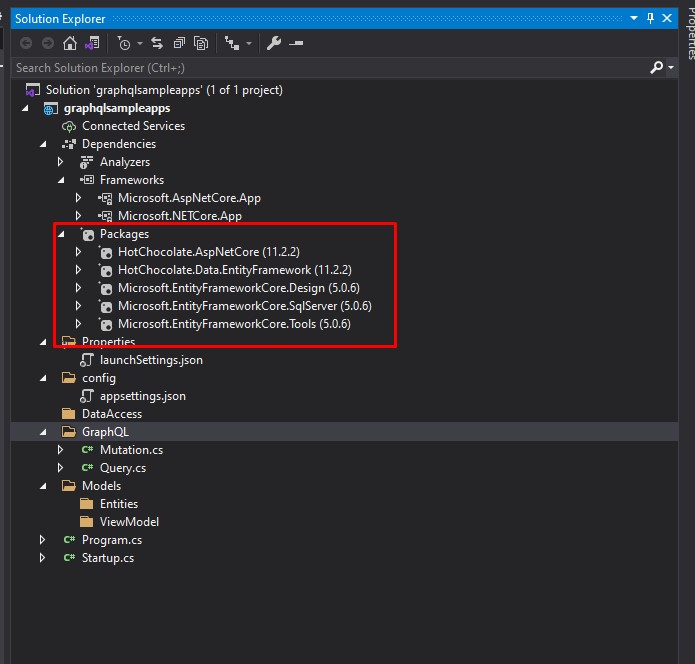 Solution Explorer
Search Solution Explorer (Ctrl+;)
Solution 'graphqlsampleapps' (1 of 1 project)
graphqlsampleapps
Connected Services
Dependencies
Analyzers
Frameworks
Microsoft.AspNetCore.App
Microsoft.NETCore.App
Packages
HotChocolate.AspNetCore (11.2.2)
HotChocolate.Data.EntityFramework (11.2.2)
Microsoft.EntityFrameworkCore.Design (5.0.6)
Microsoft.EntityFrameworkCore.SqlServer (5.0.6)
Microsoft.EntityFrameworkCore.Tools (5.0.6)
Properties
launchSettings.json
config
appsettings.json
DataAccess
GraphQL
C# Mutation.cs
C# Query.cs
Models
Entities
ViewModel
C# Program.cs
C# Startup.cs
Properties